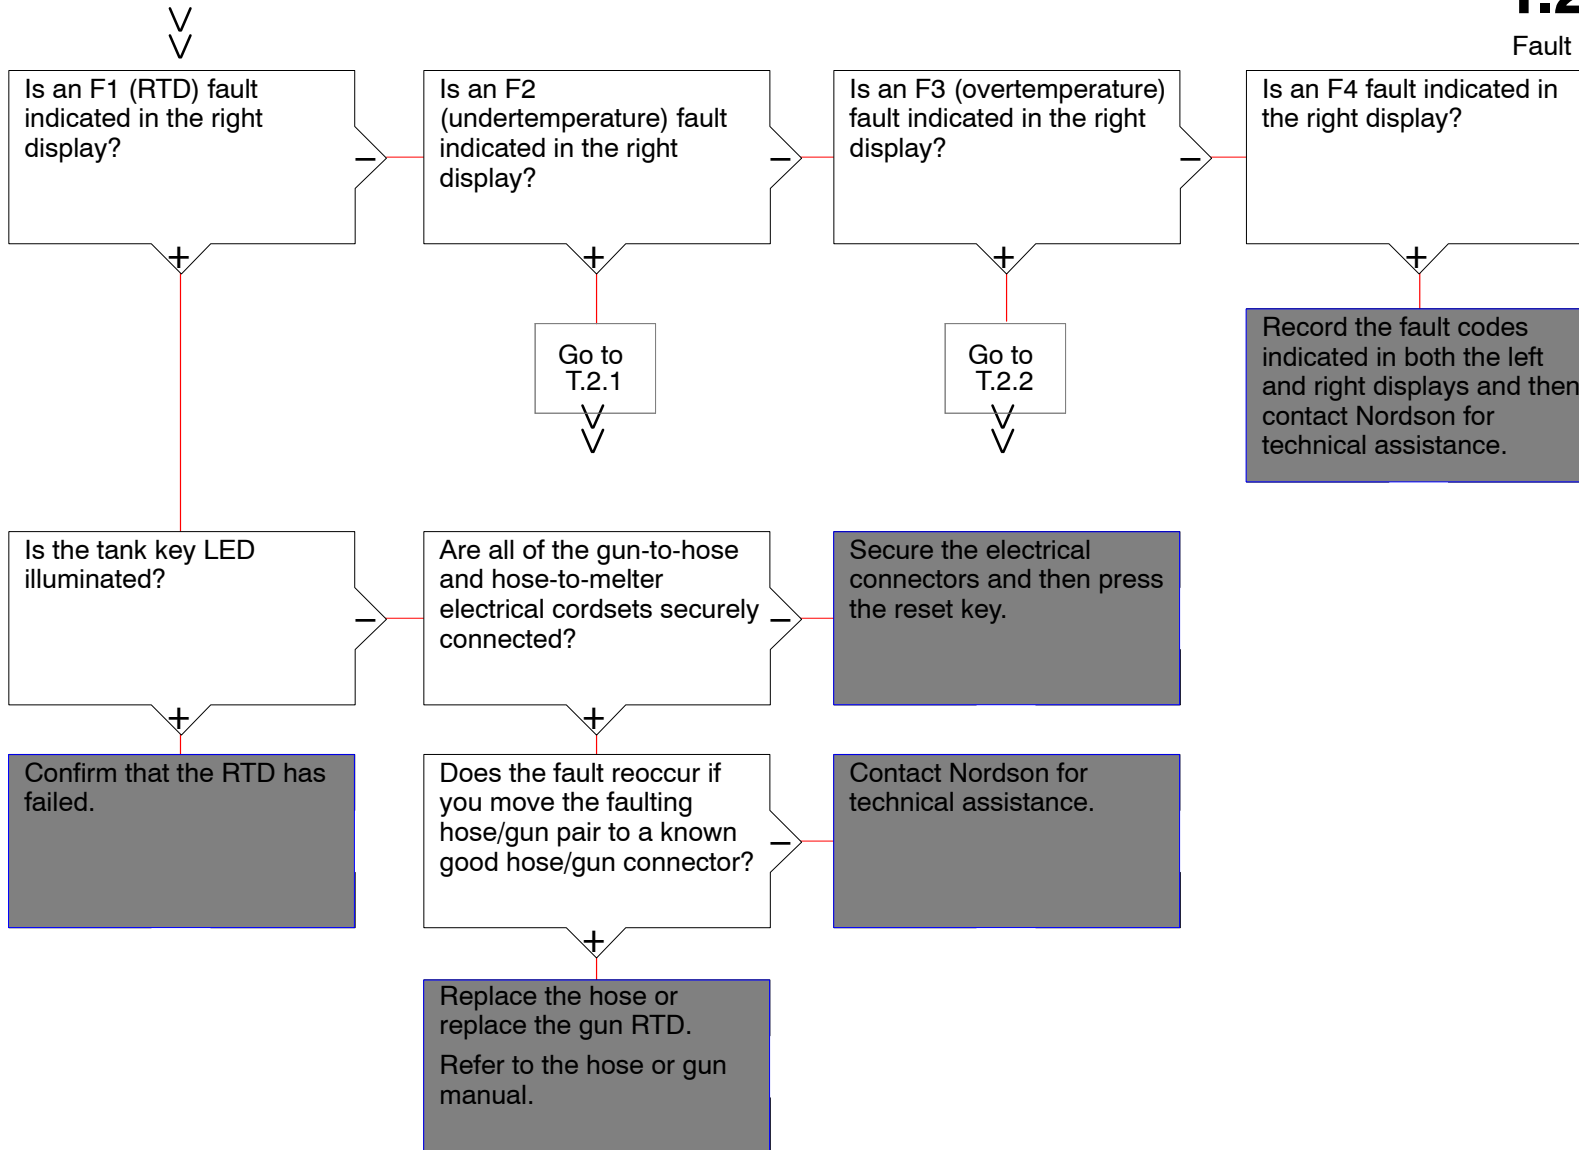 Fault
Is an F1 (RTD) fault
indicated in the right
display?
–
+
Is an F2
(undertemperature) fault
indicated in the right
display?
–
+
Is an F3 (overtemperature)
fault indicated in the right
display?
–
+
Is an F4 fault indicated in
the right display?
+
Go to
T.2.1
Go to
T.2.2
Record the fault codes
indicated in both the left
and right displays and then
contact Nordson for
technical assistance.
Is the tank key LED
illuminated?
–
+
Are all of the gun-to-hose
and hose-to-melter
electrical cordsets securely
connected?
–
+
Secure the electrical
connectors and then press
the reset key.
Confirm that the RTD has
failed.
Does the fault reoccur if
you move the faulting
hose/gun pair to a known
good hose/gun connector?
–
+
Contact Nordson for
technical assistance.
Replace the hose or
replace the gun RTD.
Refer to the hose or gun
manual.